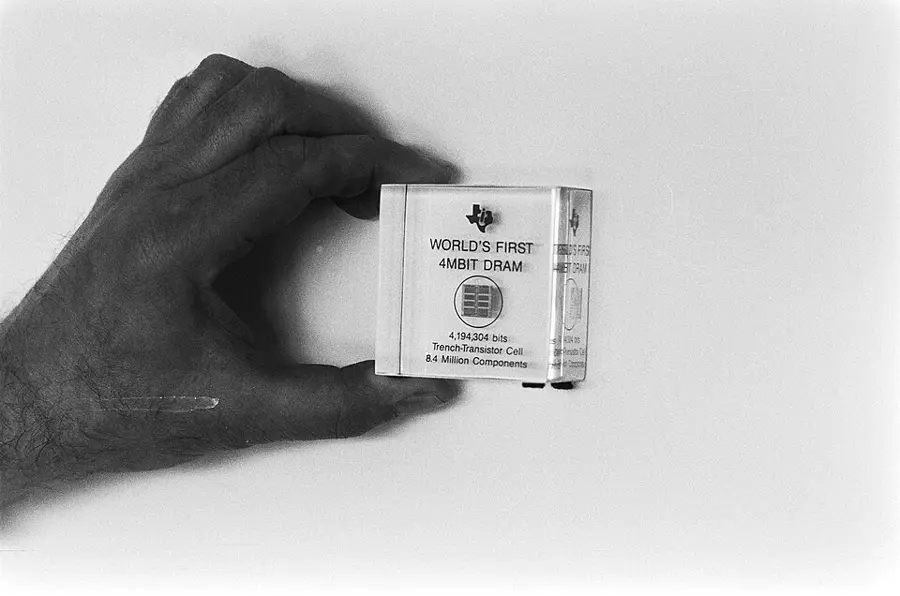 WORLD'S FIRST
4MBIT DRAM
4,194,304 bits
Trench-Transistor Cell
8.4 Million Components